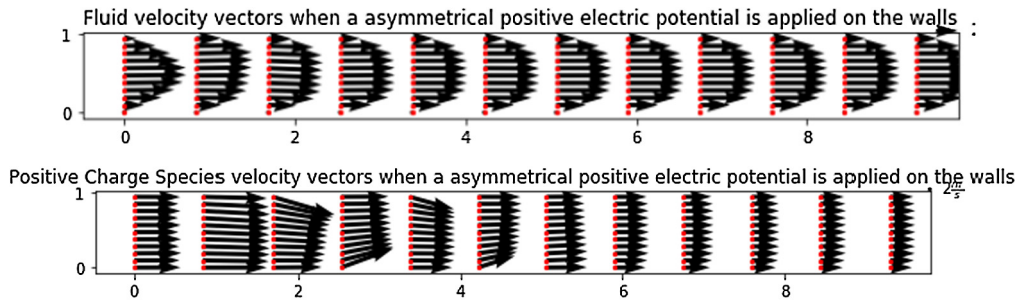 Fluid velocity vectors when a asymmetrical positive electric potential is applied on the walls
1
0
0 2 4 6 8
Positive Charge Species velocity vectors when a asymmetrical positive electric potential is applied on the walls
2 m/s
1
0
0 2 4 6 8